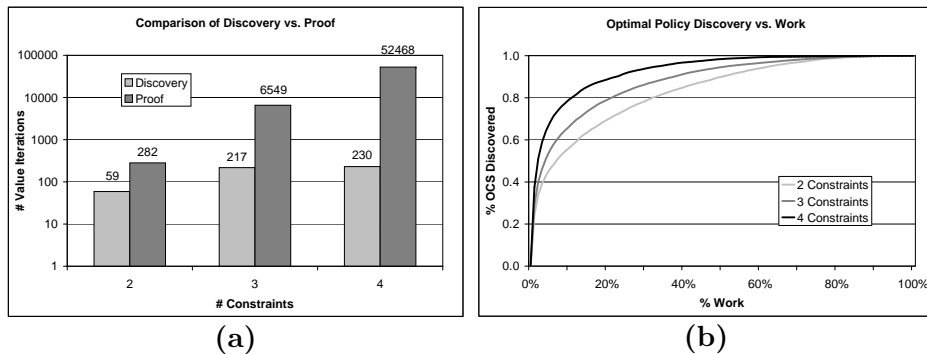 Comparison of Discovery vs. Proof
100000
10000
1000
100
10
1
# Value Iterations
Discovery
Proof
59
282
217
6549
230
52468
2
3
4
# Constraints
(a)
Optimal Policy Discovery vs. Work
1.0
0.8
0.6
0.4
0.2
0.0
% OCS Discovered
2 Constraints
3 Constraints
4 Constraints
0%
20%
40%
60%
80%
100%
% Work
(b)